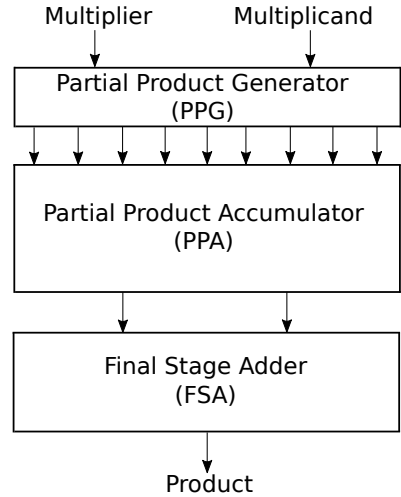 Multiplier Multiplicand
Partial Product Generator
(PPG)
Partial Product Accumulator
(PPA)
Final Stage Adder
(FSA)
Product